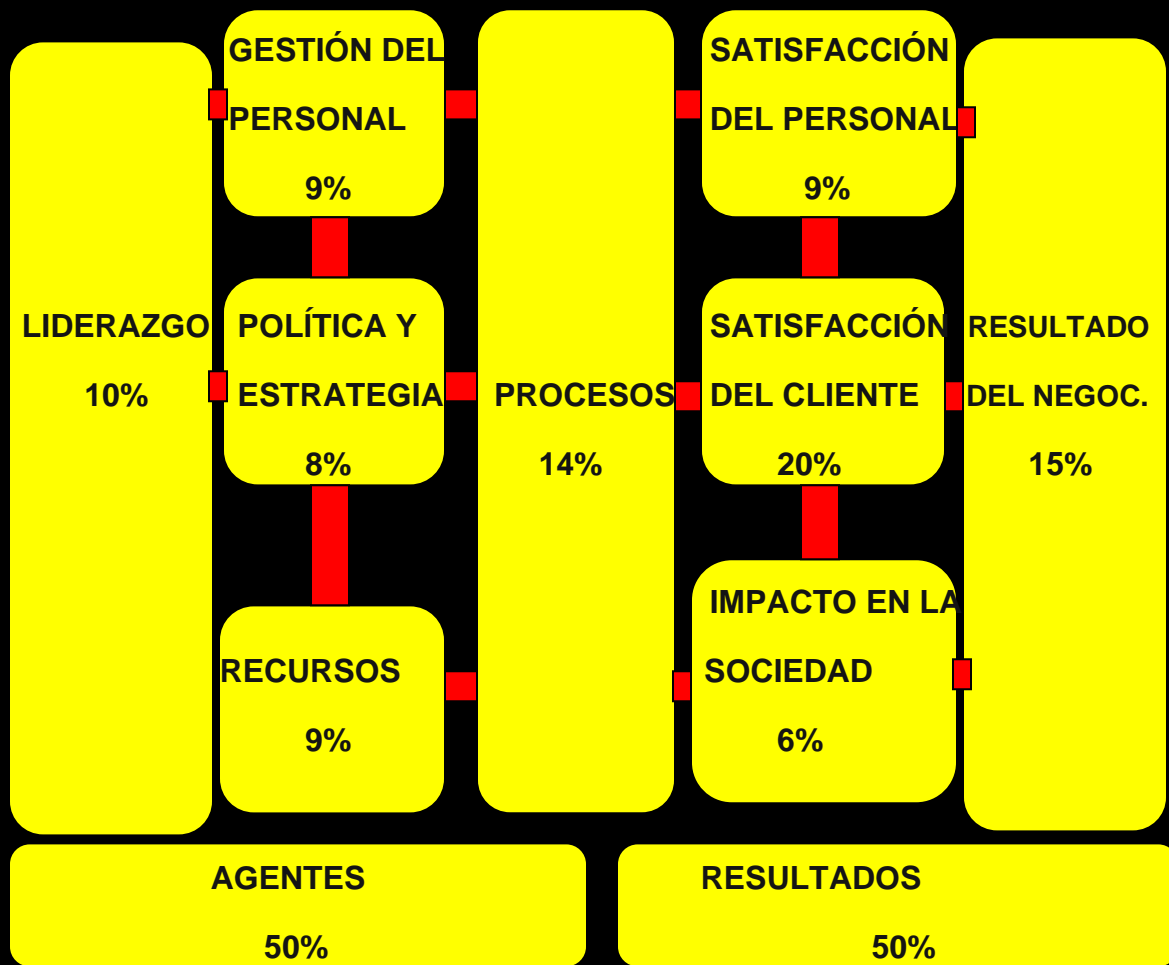 GESTIÓN DEL
PERSONAL
9%
SATISFACCIÓN
DEL PERSONAL
9%
LIDERAZGO
10%
POLÍTICA Y
ESTRATEGIA
8%
PROCESOS
14%
SATISFACCIÓN
DEL CLIENTE
20%
RESULTADO
DEL NEGOC.
15%
RECURSOS
9%
IMPACTO EN LA
SOCIEDAD
6%
AGENTES
50%
RESULTADOS
50%